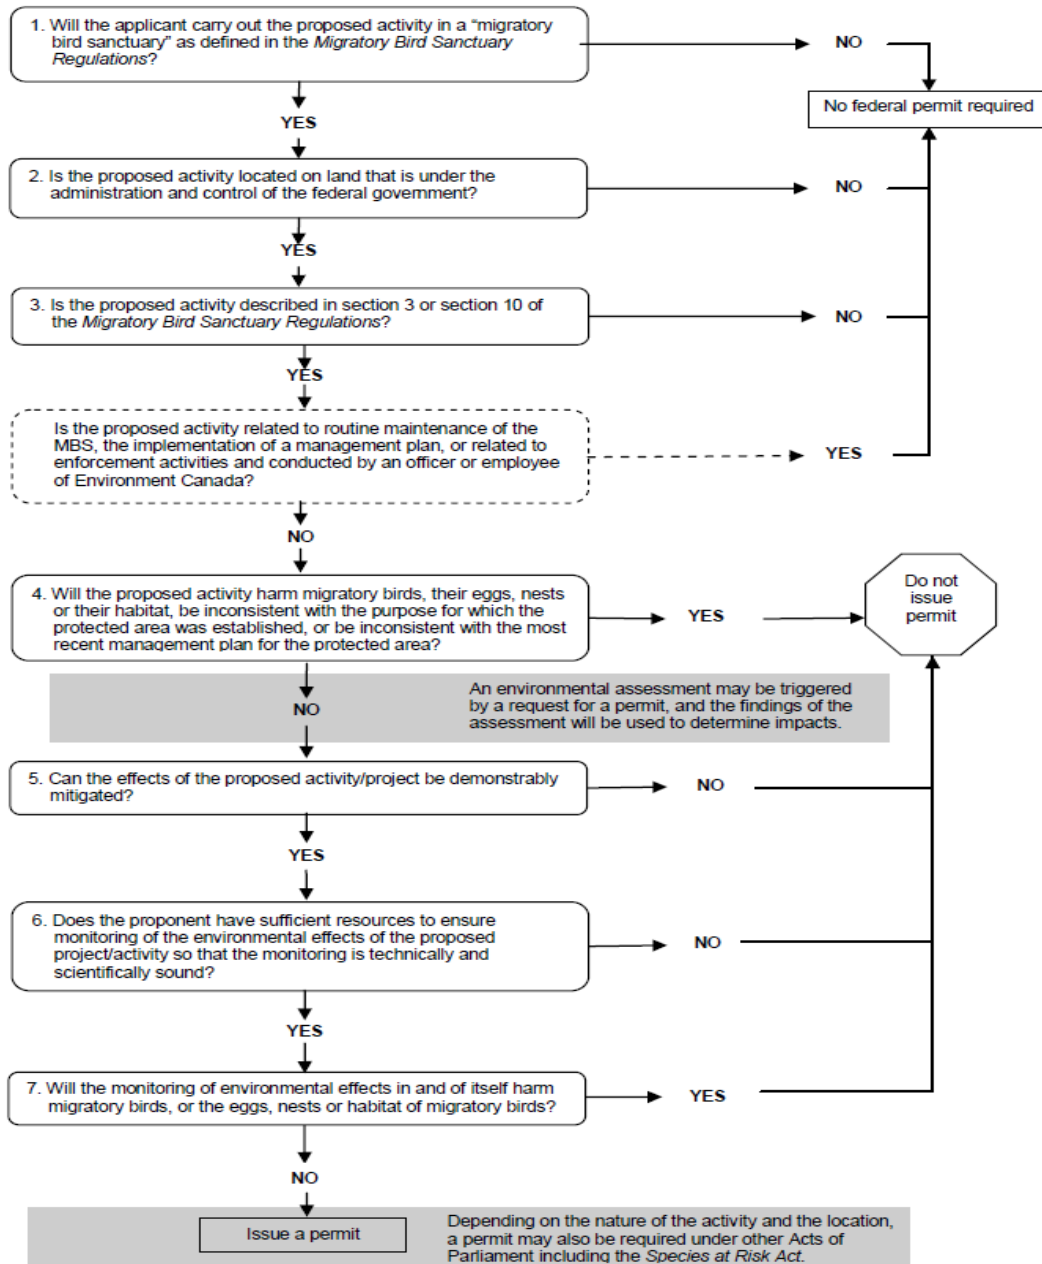 1. Will the applicant carry out the proposed activity in a “migratory
bird sanctuary” as defined in the Migratory Bird Sanctuary
Regulations?
NO
No federal permit required
YES
2. Is the proposed activity located on land that is under the
administration and control of the federal government?
NO
YES
3. Is the proposed activity described in section 3 or section 10 of
the Migratory Bird Sanctuary Regulations?
NO
YES
Is the proposed activity related to routine maintenance of the
MBS, the implementation of a management plan, or related to
enforcement activities and conducted by an officer or employee
of Environment Canada?
YES
NO
4. Will the proposed activity harm migratory birds, their eggs, nests
or their habitat, be inconsistent with the purpose for which the
protected area was established, or be inconsistent with the most
recent management plan for the protected area?
YES
Do not
issue
permit
NO
An environmental assessment may be triggered
by a request for a permit, and the findings of the
assessment will be used to determine impacts.
5. Can the effects of the proposed activity/project be demonstrably
mitigated?
NO
YES
6. Does the proponent have sufficient resources to ensure
monitoring of the environmental effects of the proposed
project/activity so that the monitoring is technically and
scientifically sound?
NO
YES
7. Will the monitoring of environmental effects in and of itself harm
migratory birds, or the eggs, nests or habitat of migratory birds?
YES
NO
Issue a permit
Depending on the nature of the activity and the location,
a permit may also be required under other Acts of
Parliament including the Species at Risk Act.